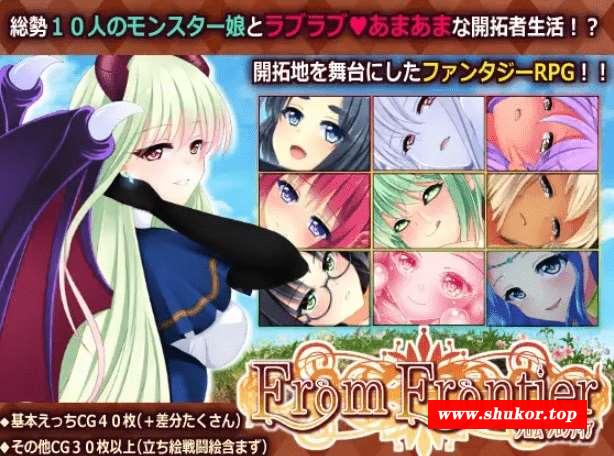 総勢10人のモンスター娘とラブラブ♥あまあまな開拓者生活!?
開拓地を舞台にしたファンタジーRPG!!
From Frontier
www.shukor.top
◆基本えっちCG40枚(+差分たくさん)
◆その他CG30枚以上(立ち絵戦闘絵含まず)